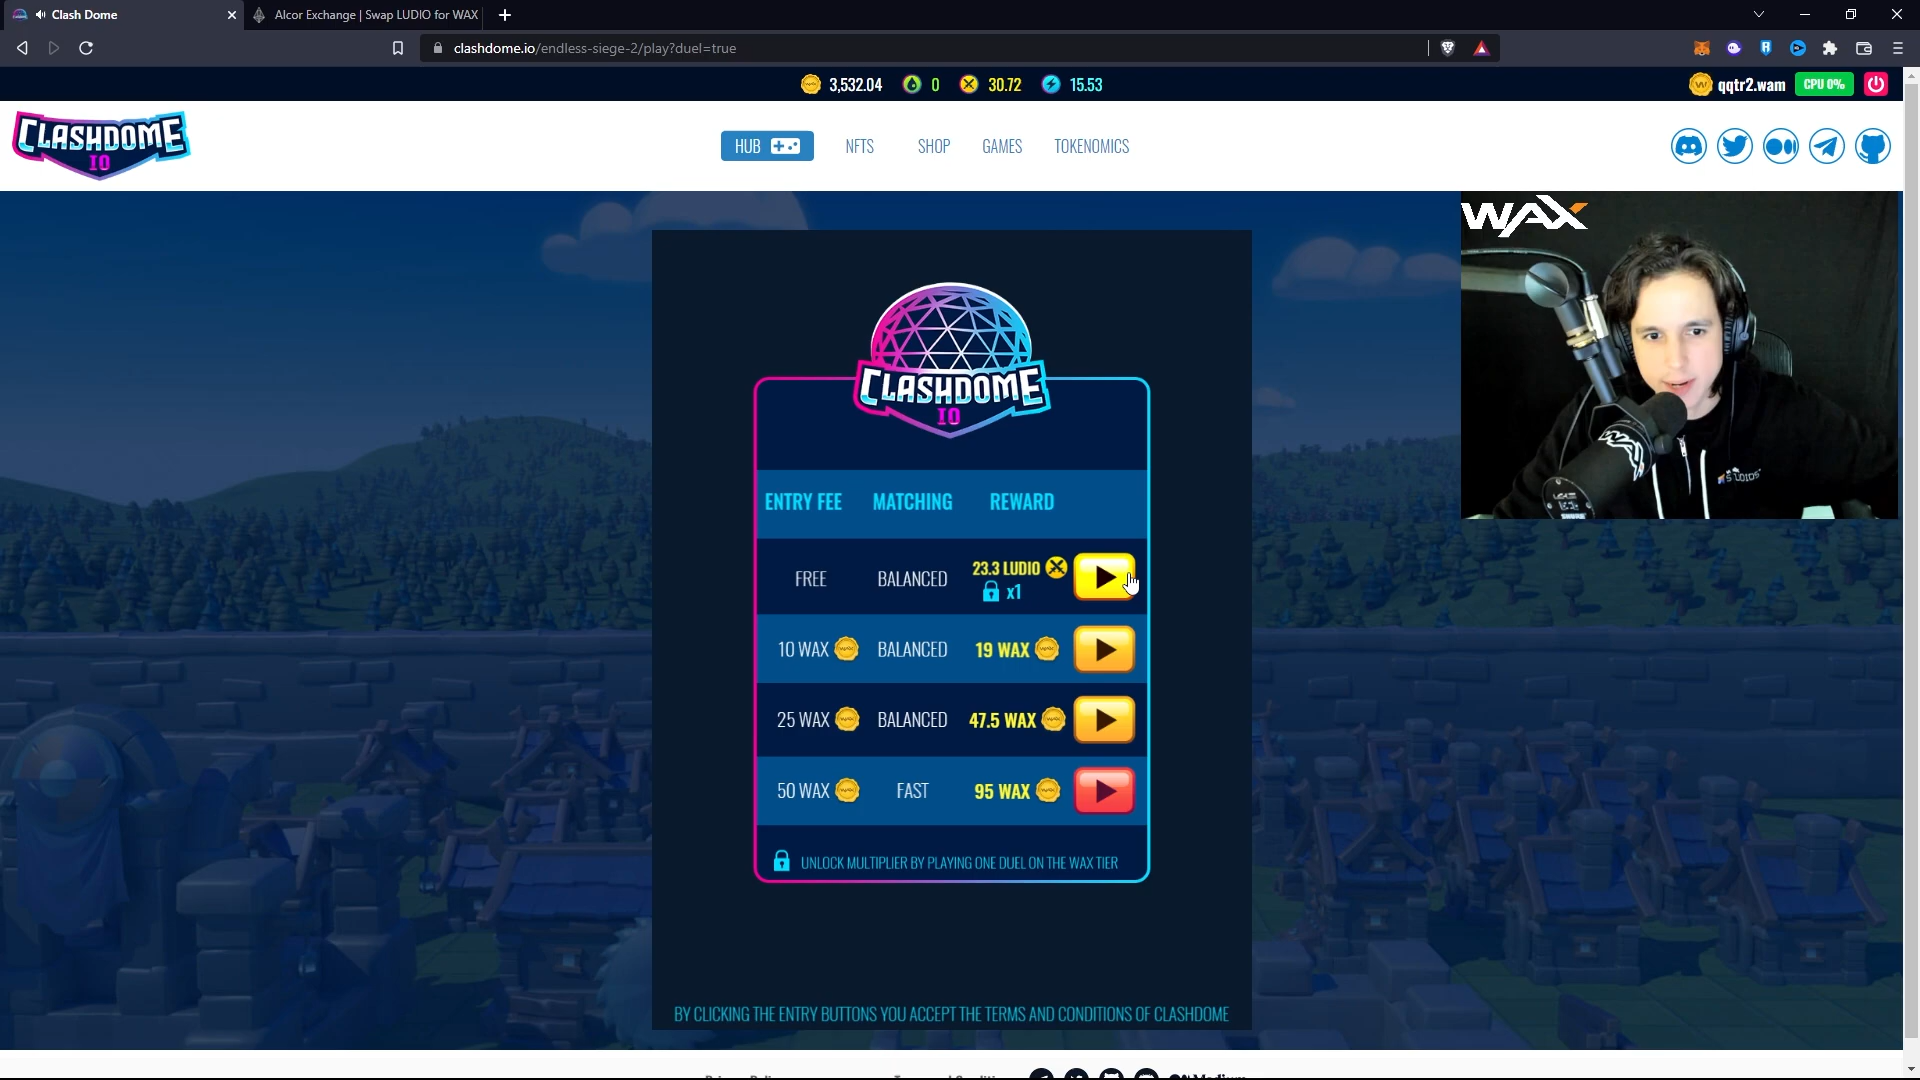 Clash Dome
Alcor Exchange | Swap LUDIO for WAX
clashdome.io/endless-siege-2/play?duel=true
3,532.04 0 30.72 15.53
qqtr2.wam CPU 0%
CLASHDOME
IO
HUB NFTS SHOP GAMES TOKENOMICS
WAX
CLASHDOME
IO
ENTRY FEE MATCHING REWARD
FREE BALANCED 23.3 LUDIO
x1
10 WAX BALANCED 19 WAX
25 WAX BALANCED 47.5 WAX
50 WAX FAST 95 WAX
UNLOCK MULTIPLIER BY PLAYING ONE DUEL ON THE WAX TIER
BY CLICKING THE ENTRY BUTTONS YOU ACCEPT THE TERMS AND CONDITIONS OF CLASHDOME